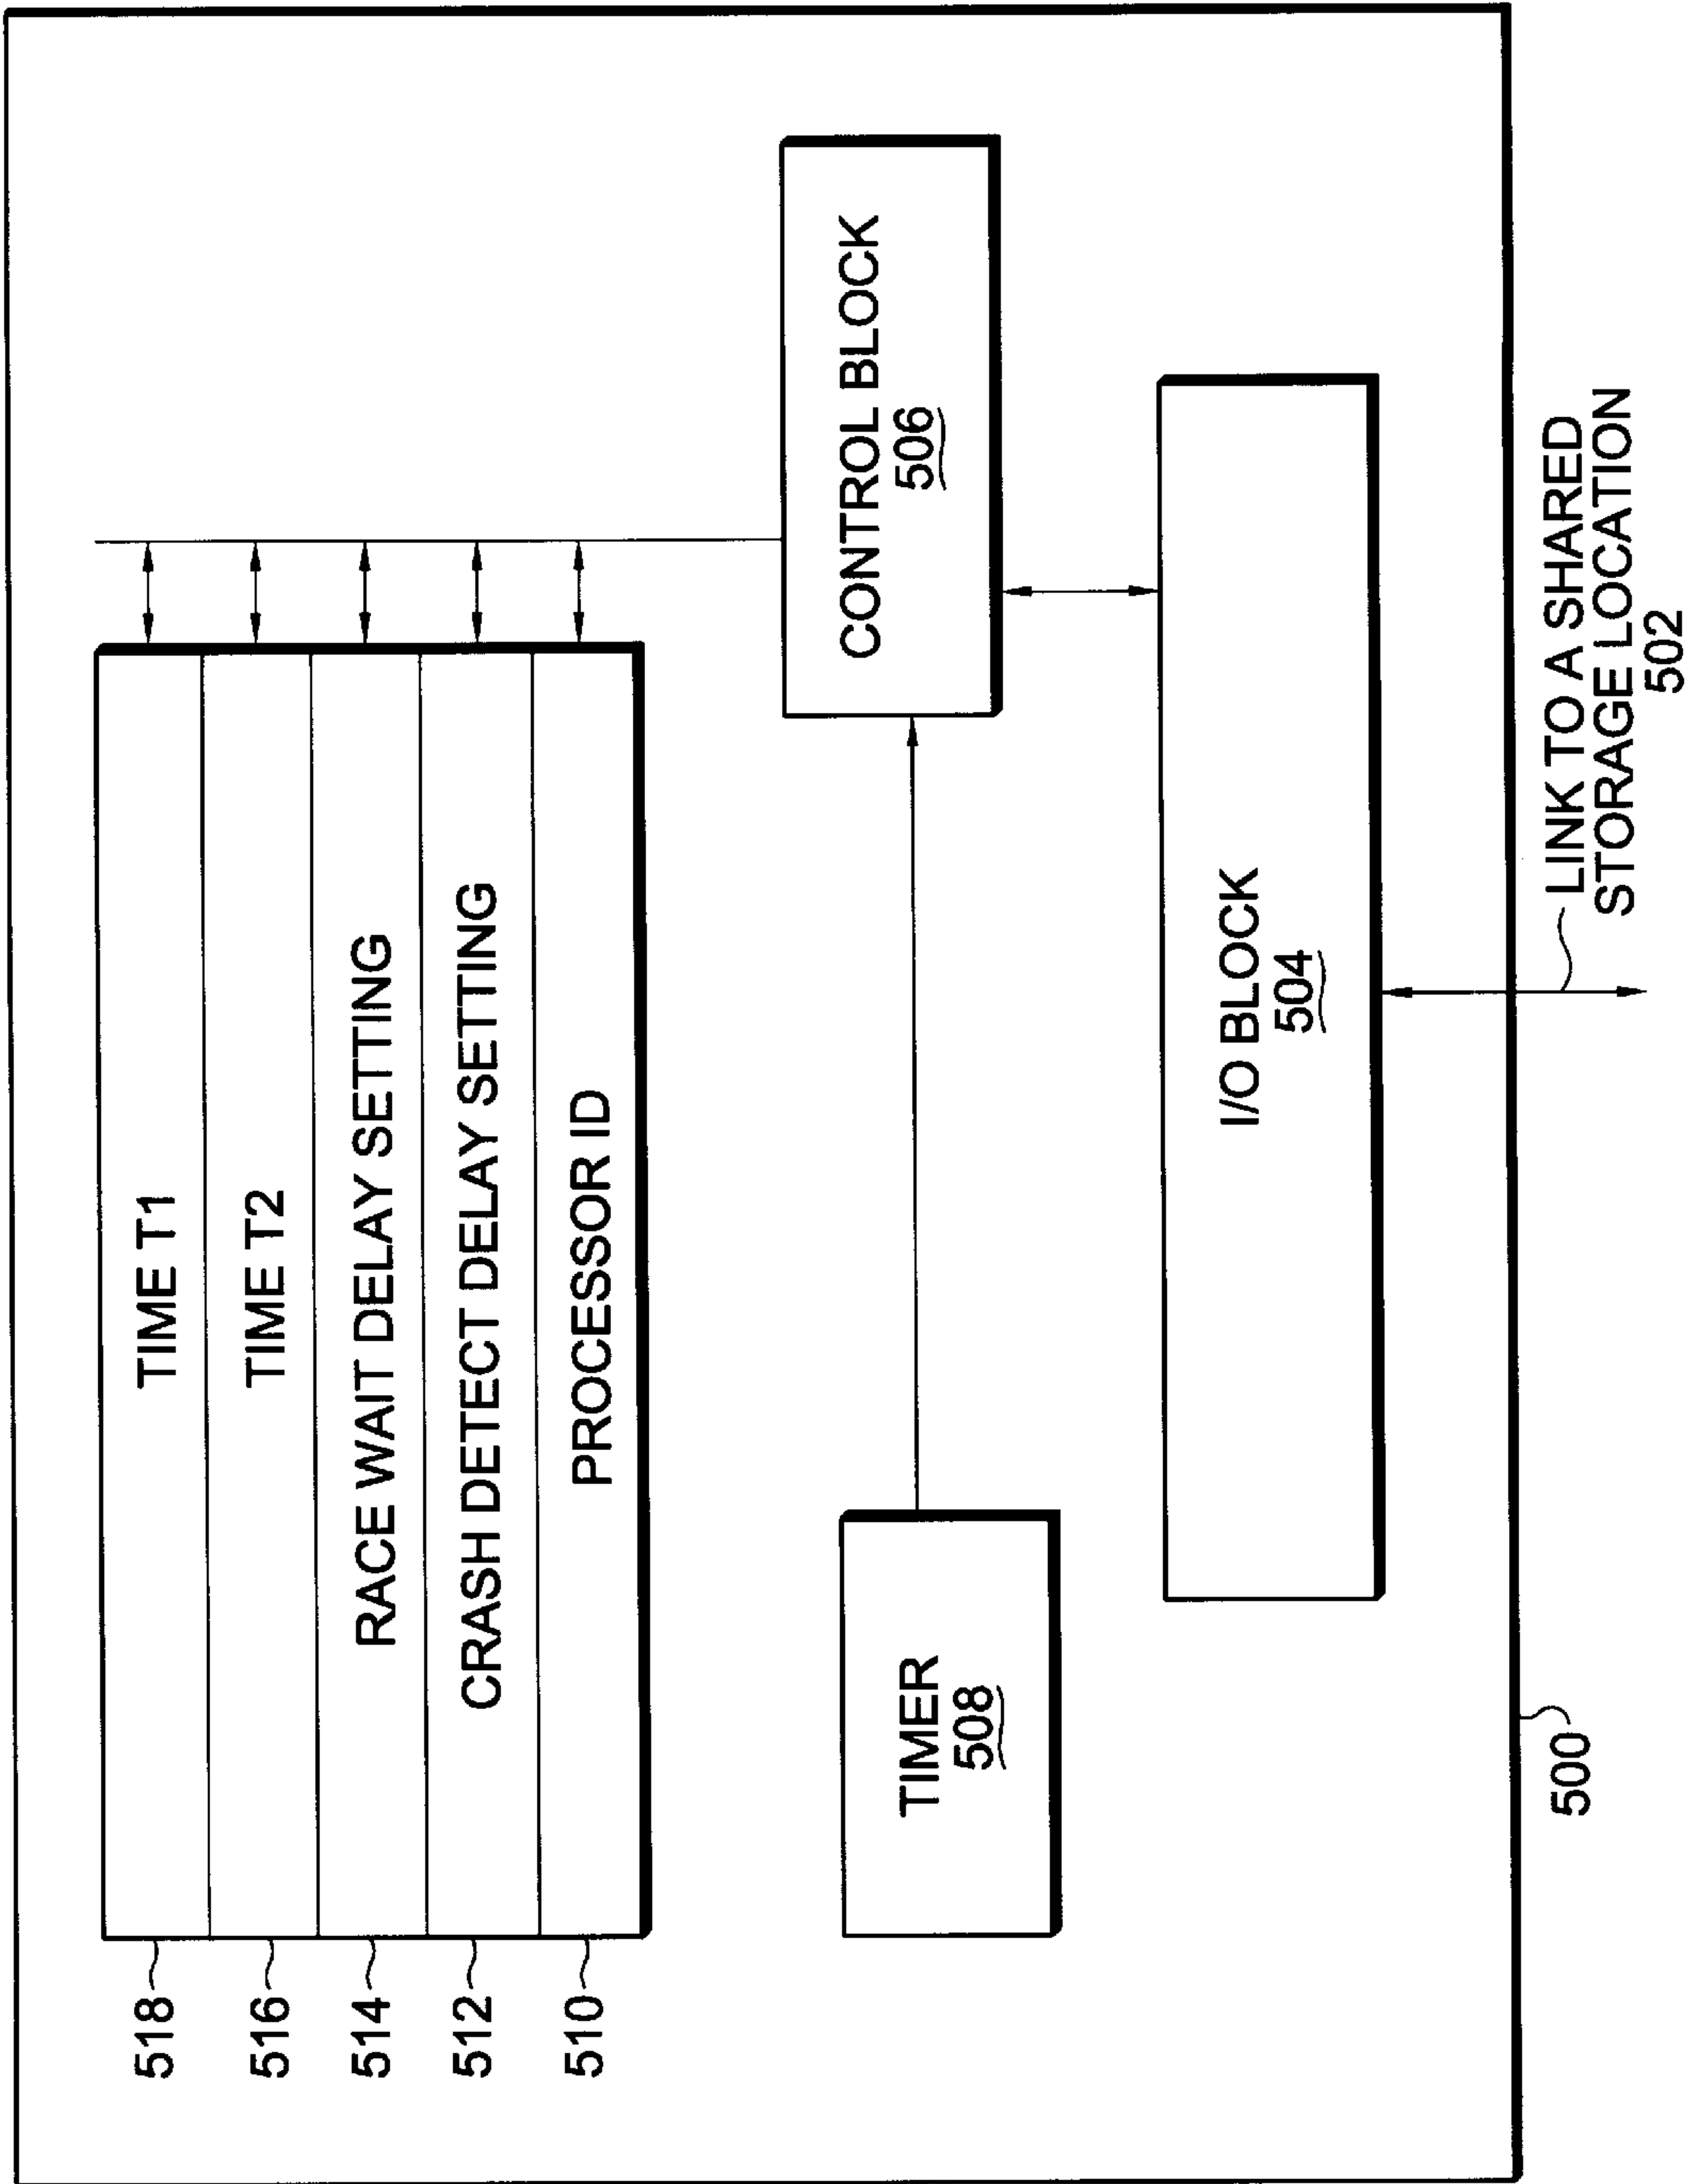 518
TIME T1
516
TIME T2
514
RACE WAIT DELAY SETTING
512
CRASH DETECT DELAY SETTING
510
PROCESSOR ID
TIMER
508
CONTROL BLOCK
506
I/O BLOCK
504
500
LINK TO A SHARED
STORAGE LOCATION
502